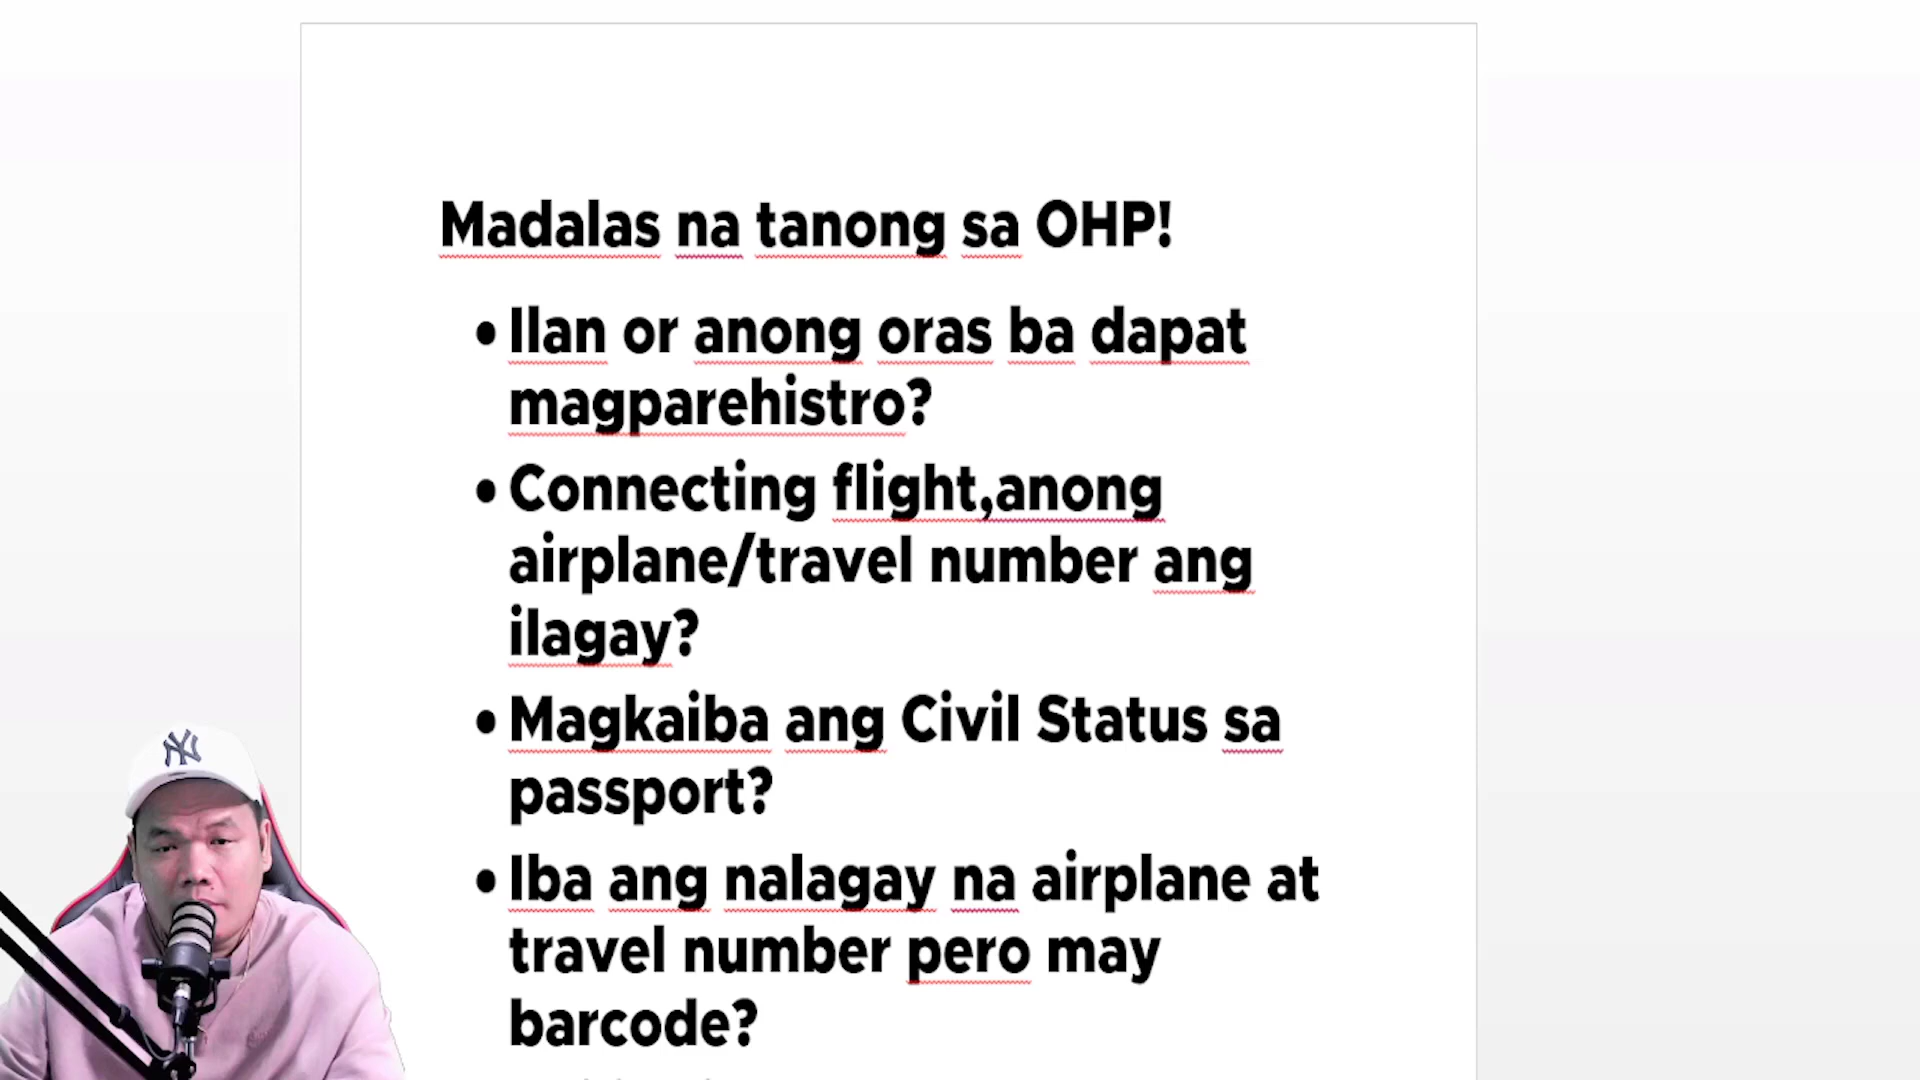 Madalas na tanong sa OHP!
• Ilan or anong oras ba dapat
magparehistro?
• Connecting flight,anong
airplane/travel number ang
ilagay?
• Magkaiba ang Civil Status sa
passport?
• Iba ang nalagay na airplane at
travel number pero may
barcode?
NY